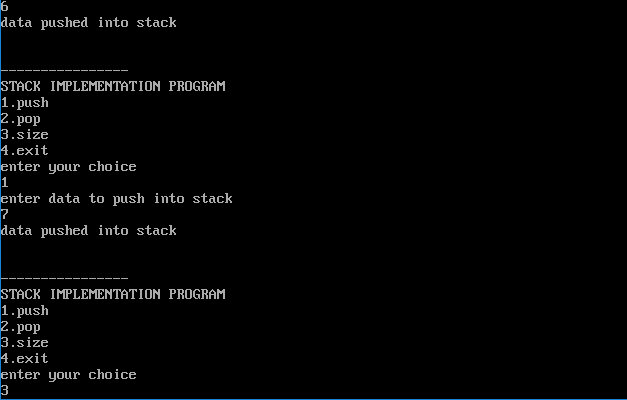 6
data pushed into stack
----------------
STACK IMPLEMENTATION PROGRAM
1.push
2.pop
3.size
4.exit
enter your choice
1
enter data to push into stack
7
data pushed into stack
----------------
STACK IMPLEMENTATION PROGRAM
1.push
2.pop
3.size
4.exit
enter your choice
3